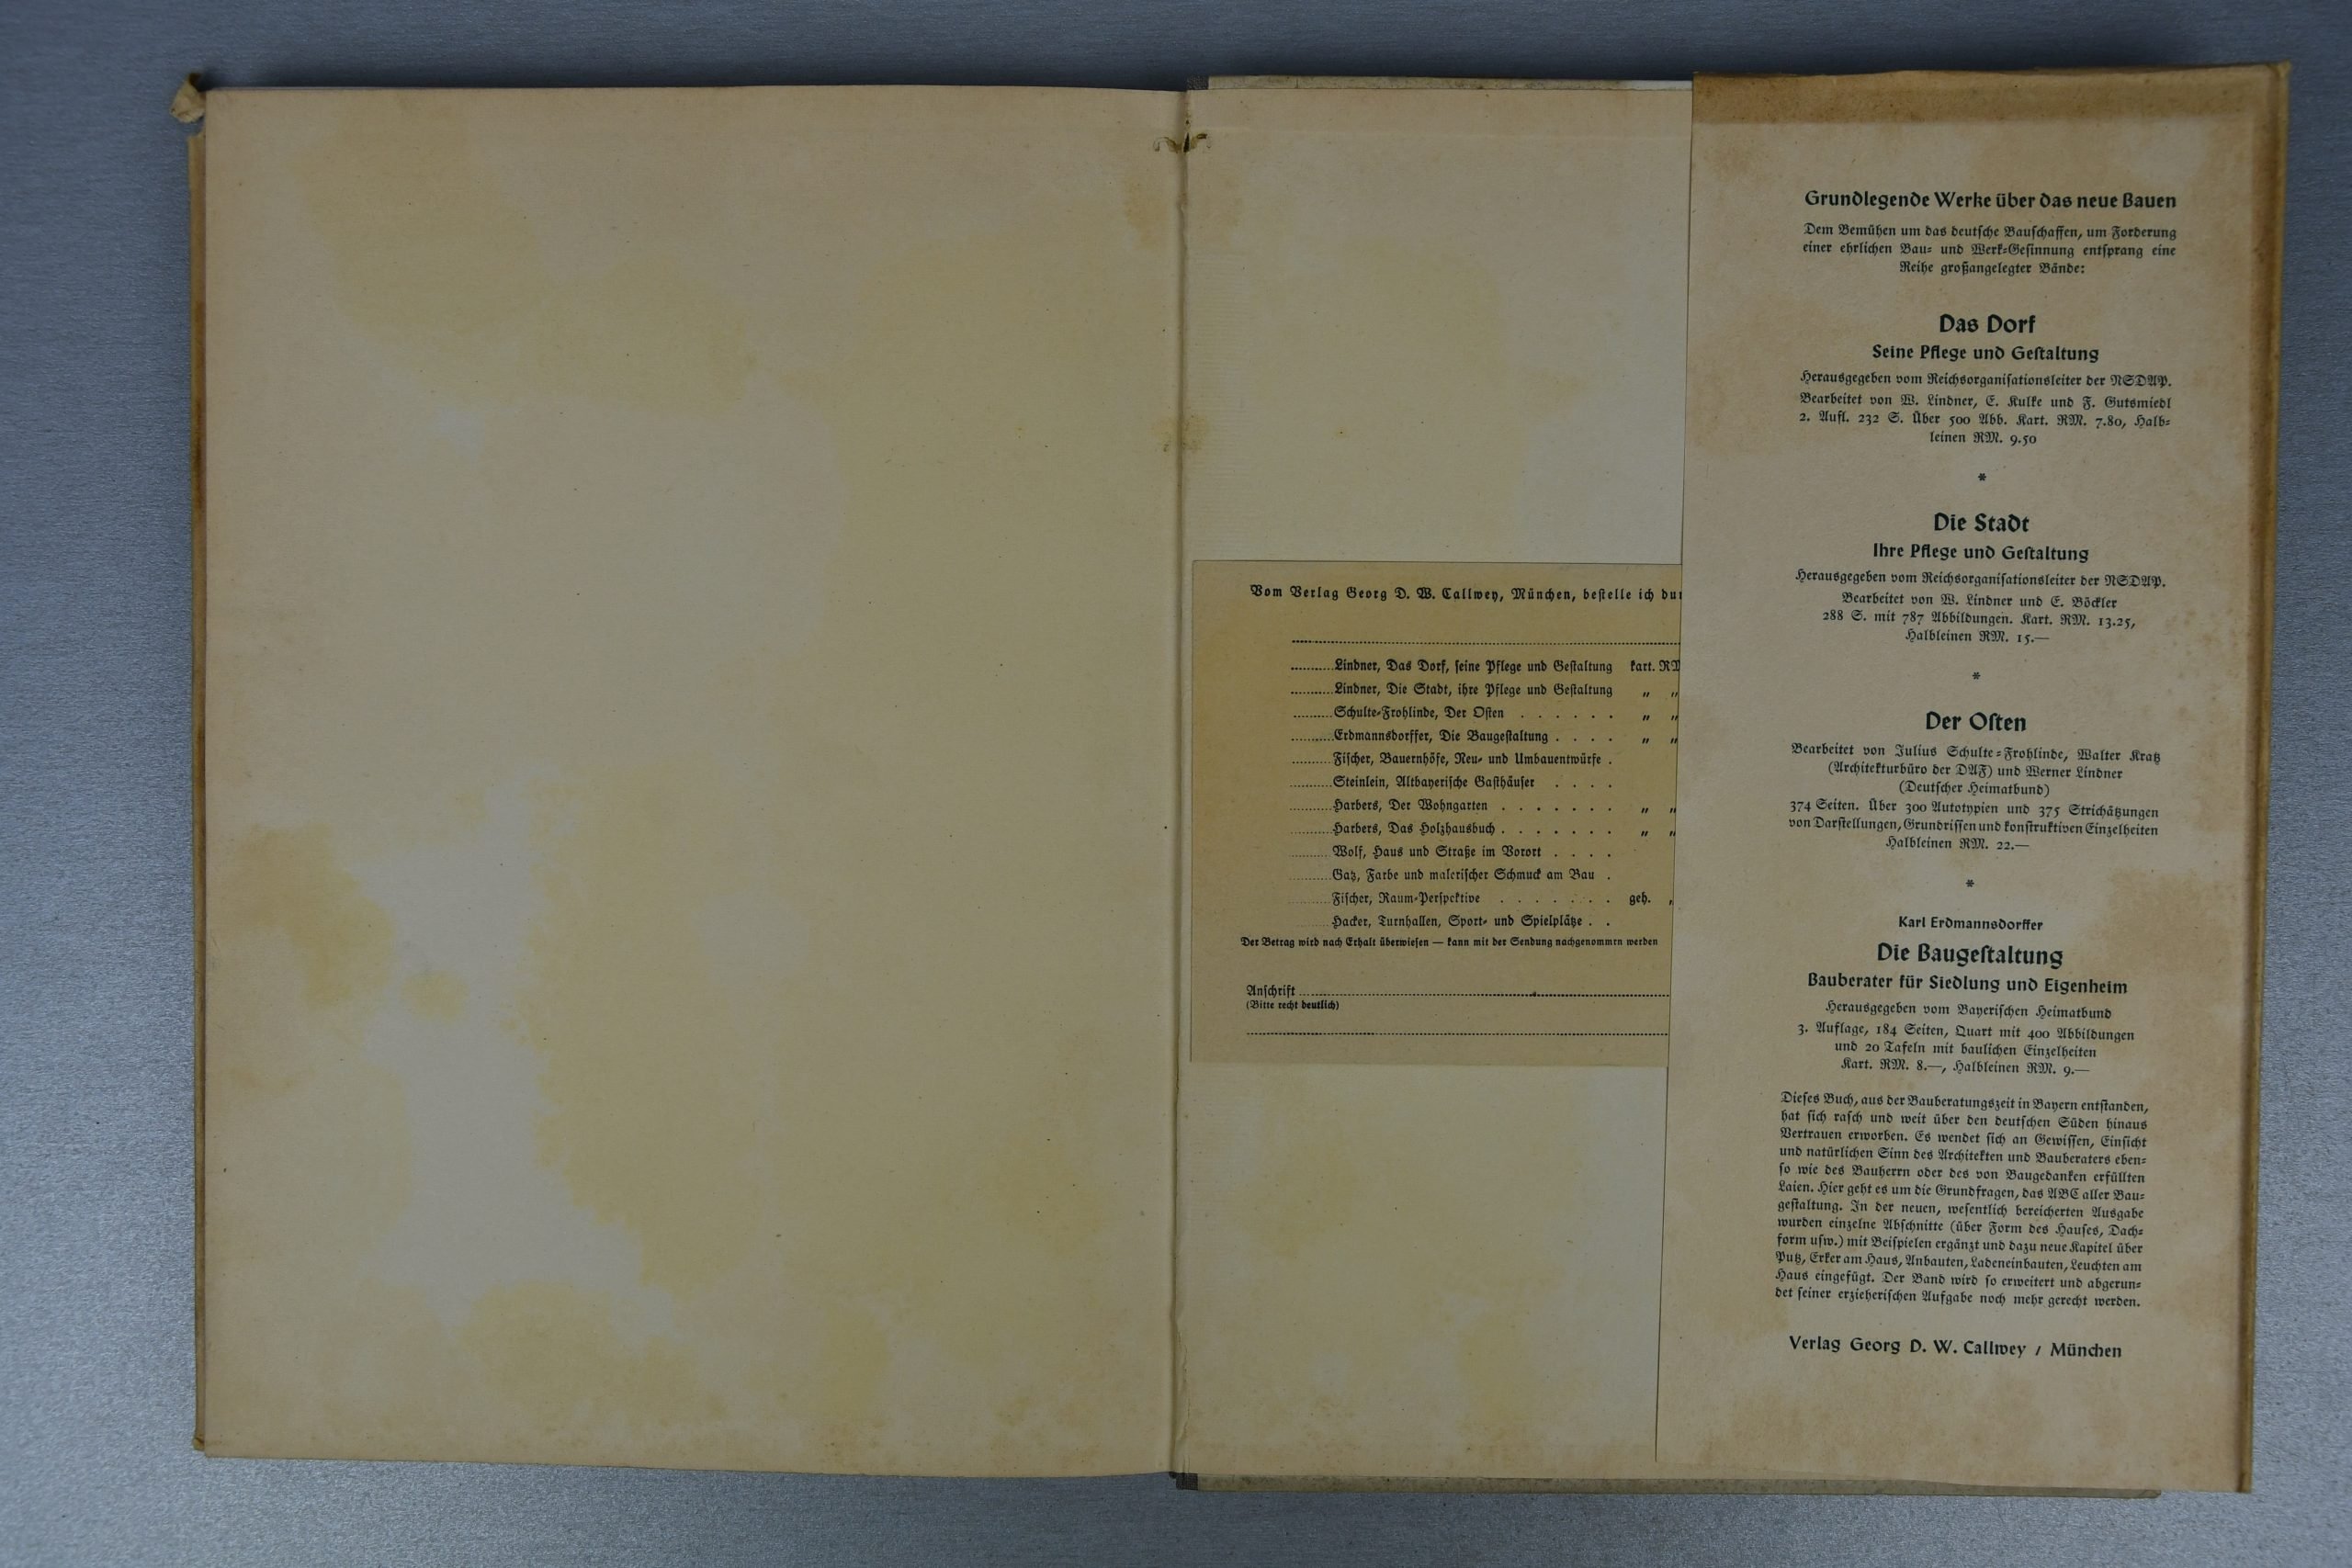 Vom Verlag Georg D. W. Callwey, München, bestelle ich
Lindner, Das Dorf, seine Pflege und Gestaltung kart.
Lindner, Die Stadt, ihre Pflege und Gestaltung „ „
Schulte-Frohlinde, Der Osten . . . . . . „ „
Erdmannsdorffer, Die Baugestaltung . . . . „ „
Fischer, Bauernhöfe, Neu- und Umbauentwürfe .
Steinlein, Altbayerische Gasthäuser . . . .
Harbers, Der Wohngarten . . . . . . . „ „
Harbers, Das Holzhausbuch . . . . . . . „ „
Wolf, Haus und Straße im Vorort . . . .
Gatz, Farbe und malerischer Schmuck am Bau .
Fischer, Raum-Perspektive . . . . . . . geh. „
Hacker, Turnhallen, Sport- und Spielplätze . .
Der Betrag wird nach Erhalt überwiesen — kann mit der Sendung nachgenommen werden
Anschrift
(Bitte recht deutlich)
Grundlegende Werke über das neue Bauen
Dem Bemühen um das deutsche Bauschaffen, um Forderung
einer ehrlichen Bau- und Werk-Gesinnung entsprang eine
Reihe großangelegter Bände:
Das Dorf
Seine Pflege und Gestaltung
Herausgegeben vom Reichsorganisationsleiter der NSDAP.
Bearbeitet von W. Lindner, E. Kulke und F. Gutsmiedl
2. Aufl. 232 S. Über 500 Abb. Kart. RM. 7.80, Halb-
leinen RM. 9.50
*
Die Stadt
Ihre Pflege und Gestaltung
Herausgegeben vom Reichsorganisationsleiter der NSDAP.
Bearbeitet von W. Lindner und E. Böckler
288 S. mit 787 Abbildungen. Kart. RM. 13.25,
Halbleinen RM. 15.—
*
Der Osten
Bearbeitet von Julius Schulte-Frohlinde, Walter Kratz
(Architekturbüro der DAF) und Werner Lindner
(Deutscher Heimatbund)
374 Seiten. Über 300 Autotypien und 375 Strichätzungen
von Darstellungen, Grundrissen und konstruktiven Einzelheiten
Halbleinen RM. 22.—
*
Karl Erdmannsdorffer
Die Baugestaltung
Bauberater für Siedlung und Eigenheim
Herausgegeben vom Bayerischen Heimatbund
3. Auflage, 184 Seiten, Quart mit 400 Abbildungen
und 20 Tafeln mit baulichen Einzelheiten
Kart. RM. 8.—, Halbleinen RM. 9.—
Dieses Buch, aus der Bauberatungszeit in Bayern entstanden,
hat sich rasch und weit über den deutschen Süden hinaus
Vertrauen erworben. Es wendet sich an Gewissen, Einsicht
und natürlichen Sinn des Architekten und Bauberaters eben-
so wie des Bauherrn oder des von Baugedanken erfüllten
Laien. Hier geht es um die Grundfragen, das ABC aller Bau-
gestaltung. In der neuen, wesentlich bereicherten Ausgabe
wurden einzelne Abschnitte (über Form des Hauses, Dach-
form usw.) mit Beispielen ergänzt und dazu neue Kapitel über
Putz, Erker am Haus, Anbauten, Ladeneinbauten, Leuchten am
Haus eingefügt. Der Band wird so erweitert und abgerun-
det seiner erzieherischen Aufgabe noch mehr gerecht werden.
Verlag Georg D. W. Callwey / München